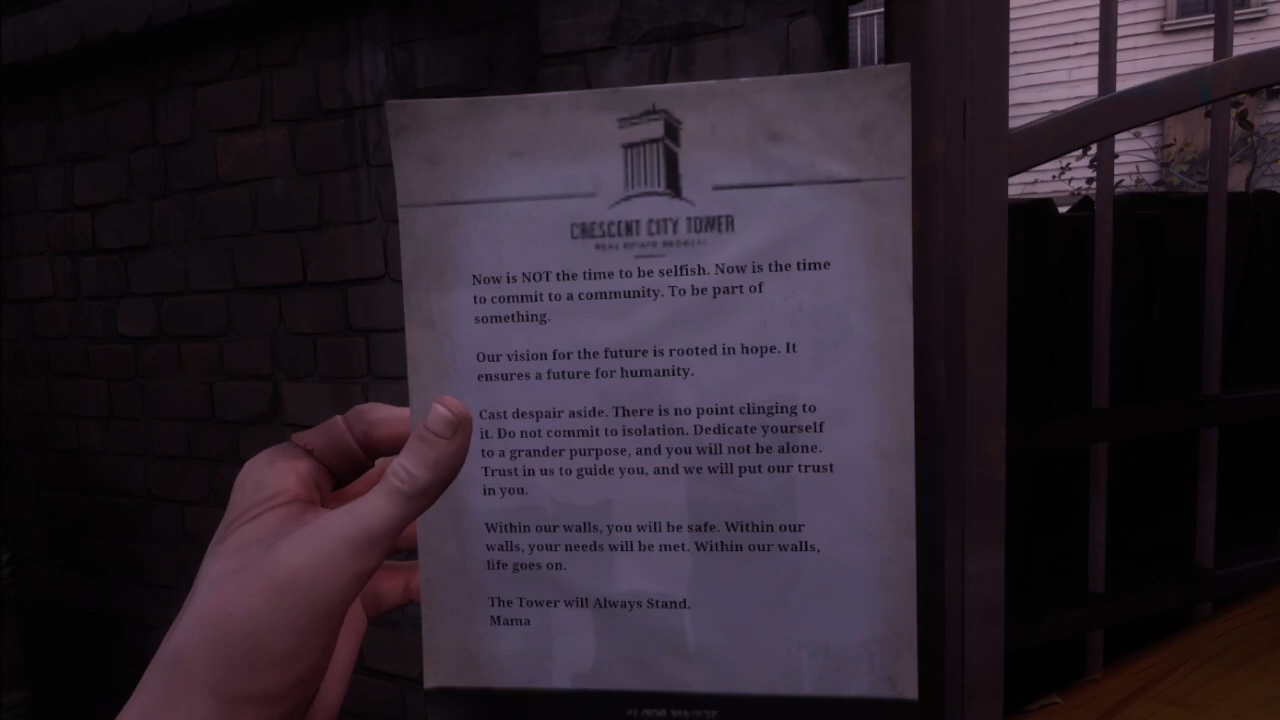 CRESCENT CITY TOWER
REAL ESTATE
Now is NOT the time to be selfish. Now is the time
to commit to a community. To be part of
something.
Our vision for the future is rooted in hope. It
ensures a future for humanity.
Cast despair aside. There is no point clinging to
it. Do not commit to isolation. Dedicate yourself
to a grander purpose, and you will not be alone.
Trust in us to guide you, and we will put our trust
in you.
Within our walls, you will be safe. Within our
walls, your needs will be met. Within our walls,
life goes on.
The Tower will Always Stand.
Mama